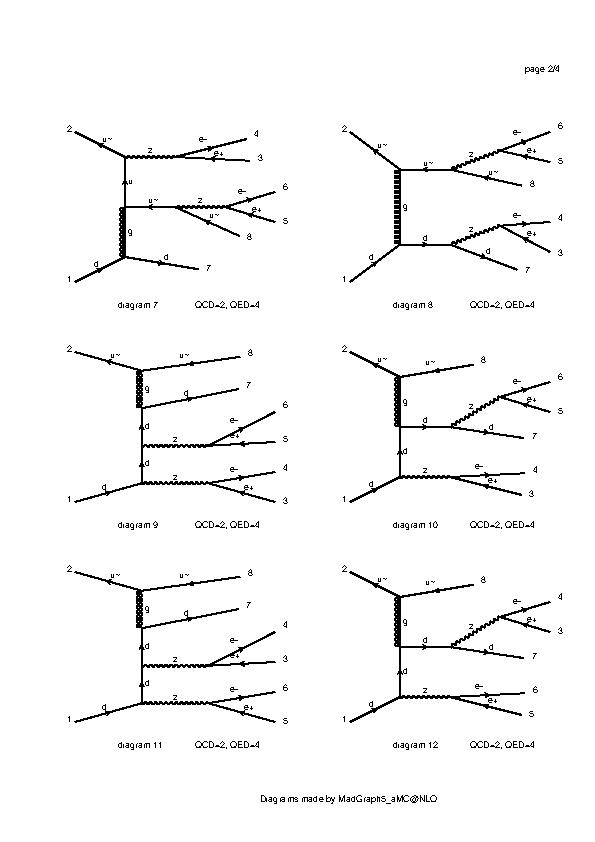 page 2/4
2 u~ z e- 4
e+ 3
u
u~ z e- 6
e+ 5
u~ 8
g
d d 7
1
diagram 7 QCD=2, QED=4
2 u~ u~ z e- 6
e+ 5
8
u~
g
d z e- 4
e+ 3
d 7
1 d
diagram 8 QCD=2, QED=4
2 u~ u~ 8
g
d 7
d z e- 6
e+ 5
d z e- 4
e+ 3
1 d
diagram 9 QCD=2, QED=4
2 u~ u~ 8
g
d z e- 6
e+ 5
d 7
d
1 d z e- 4
e+ 3
diagram 10 QCD=2, QED=4
2 u~ u~ 8
g
d 7
d z e- 4
e+ 3
d z e- 6
e+ 5
1 d
diagram 11 QCD=2, QED=4
2 u~ u~ 8
g
d z e- 4
e+ 3
d 7
d
1 d z e- 6
e+ 5
diagram 12 QCD=2, QED=4
Diagrams made by MadGraph5_aMC@NLO